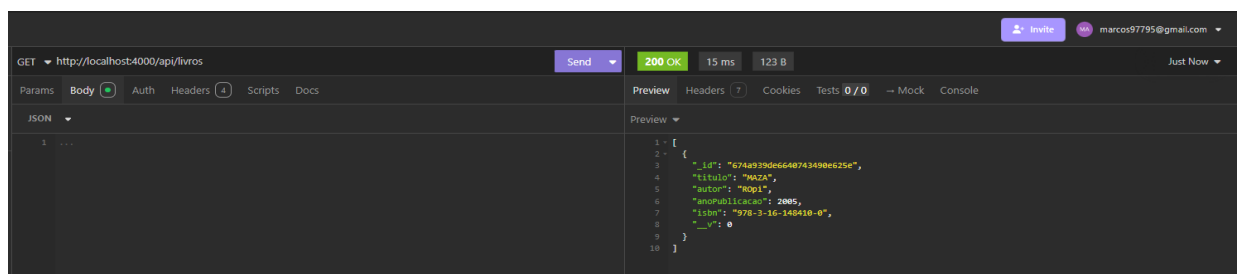 Invite MA marcos97795@gmail.com
GET http://localhost:4000/api/livros Send
200 OK 15 ms 123 B Just Now
Params Body Auth Headers 4 Scripts Docs
Preview Headers 7 Cookies Tests 0 / 0 → Mock Console
JSON
Preview
1 ...
1 [
2 {
3 "_id": "674a939de6640743490e625e",
4 "titulo": "MAZA",
5 "autor": "ROpi",
6 "anoPublicacao": 2005,
7 "isbn": "978-3-16-148410-0",
8 "__v": 0
9 }
10 ]